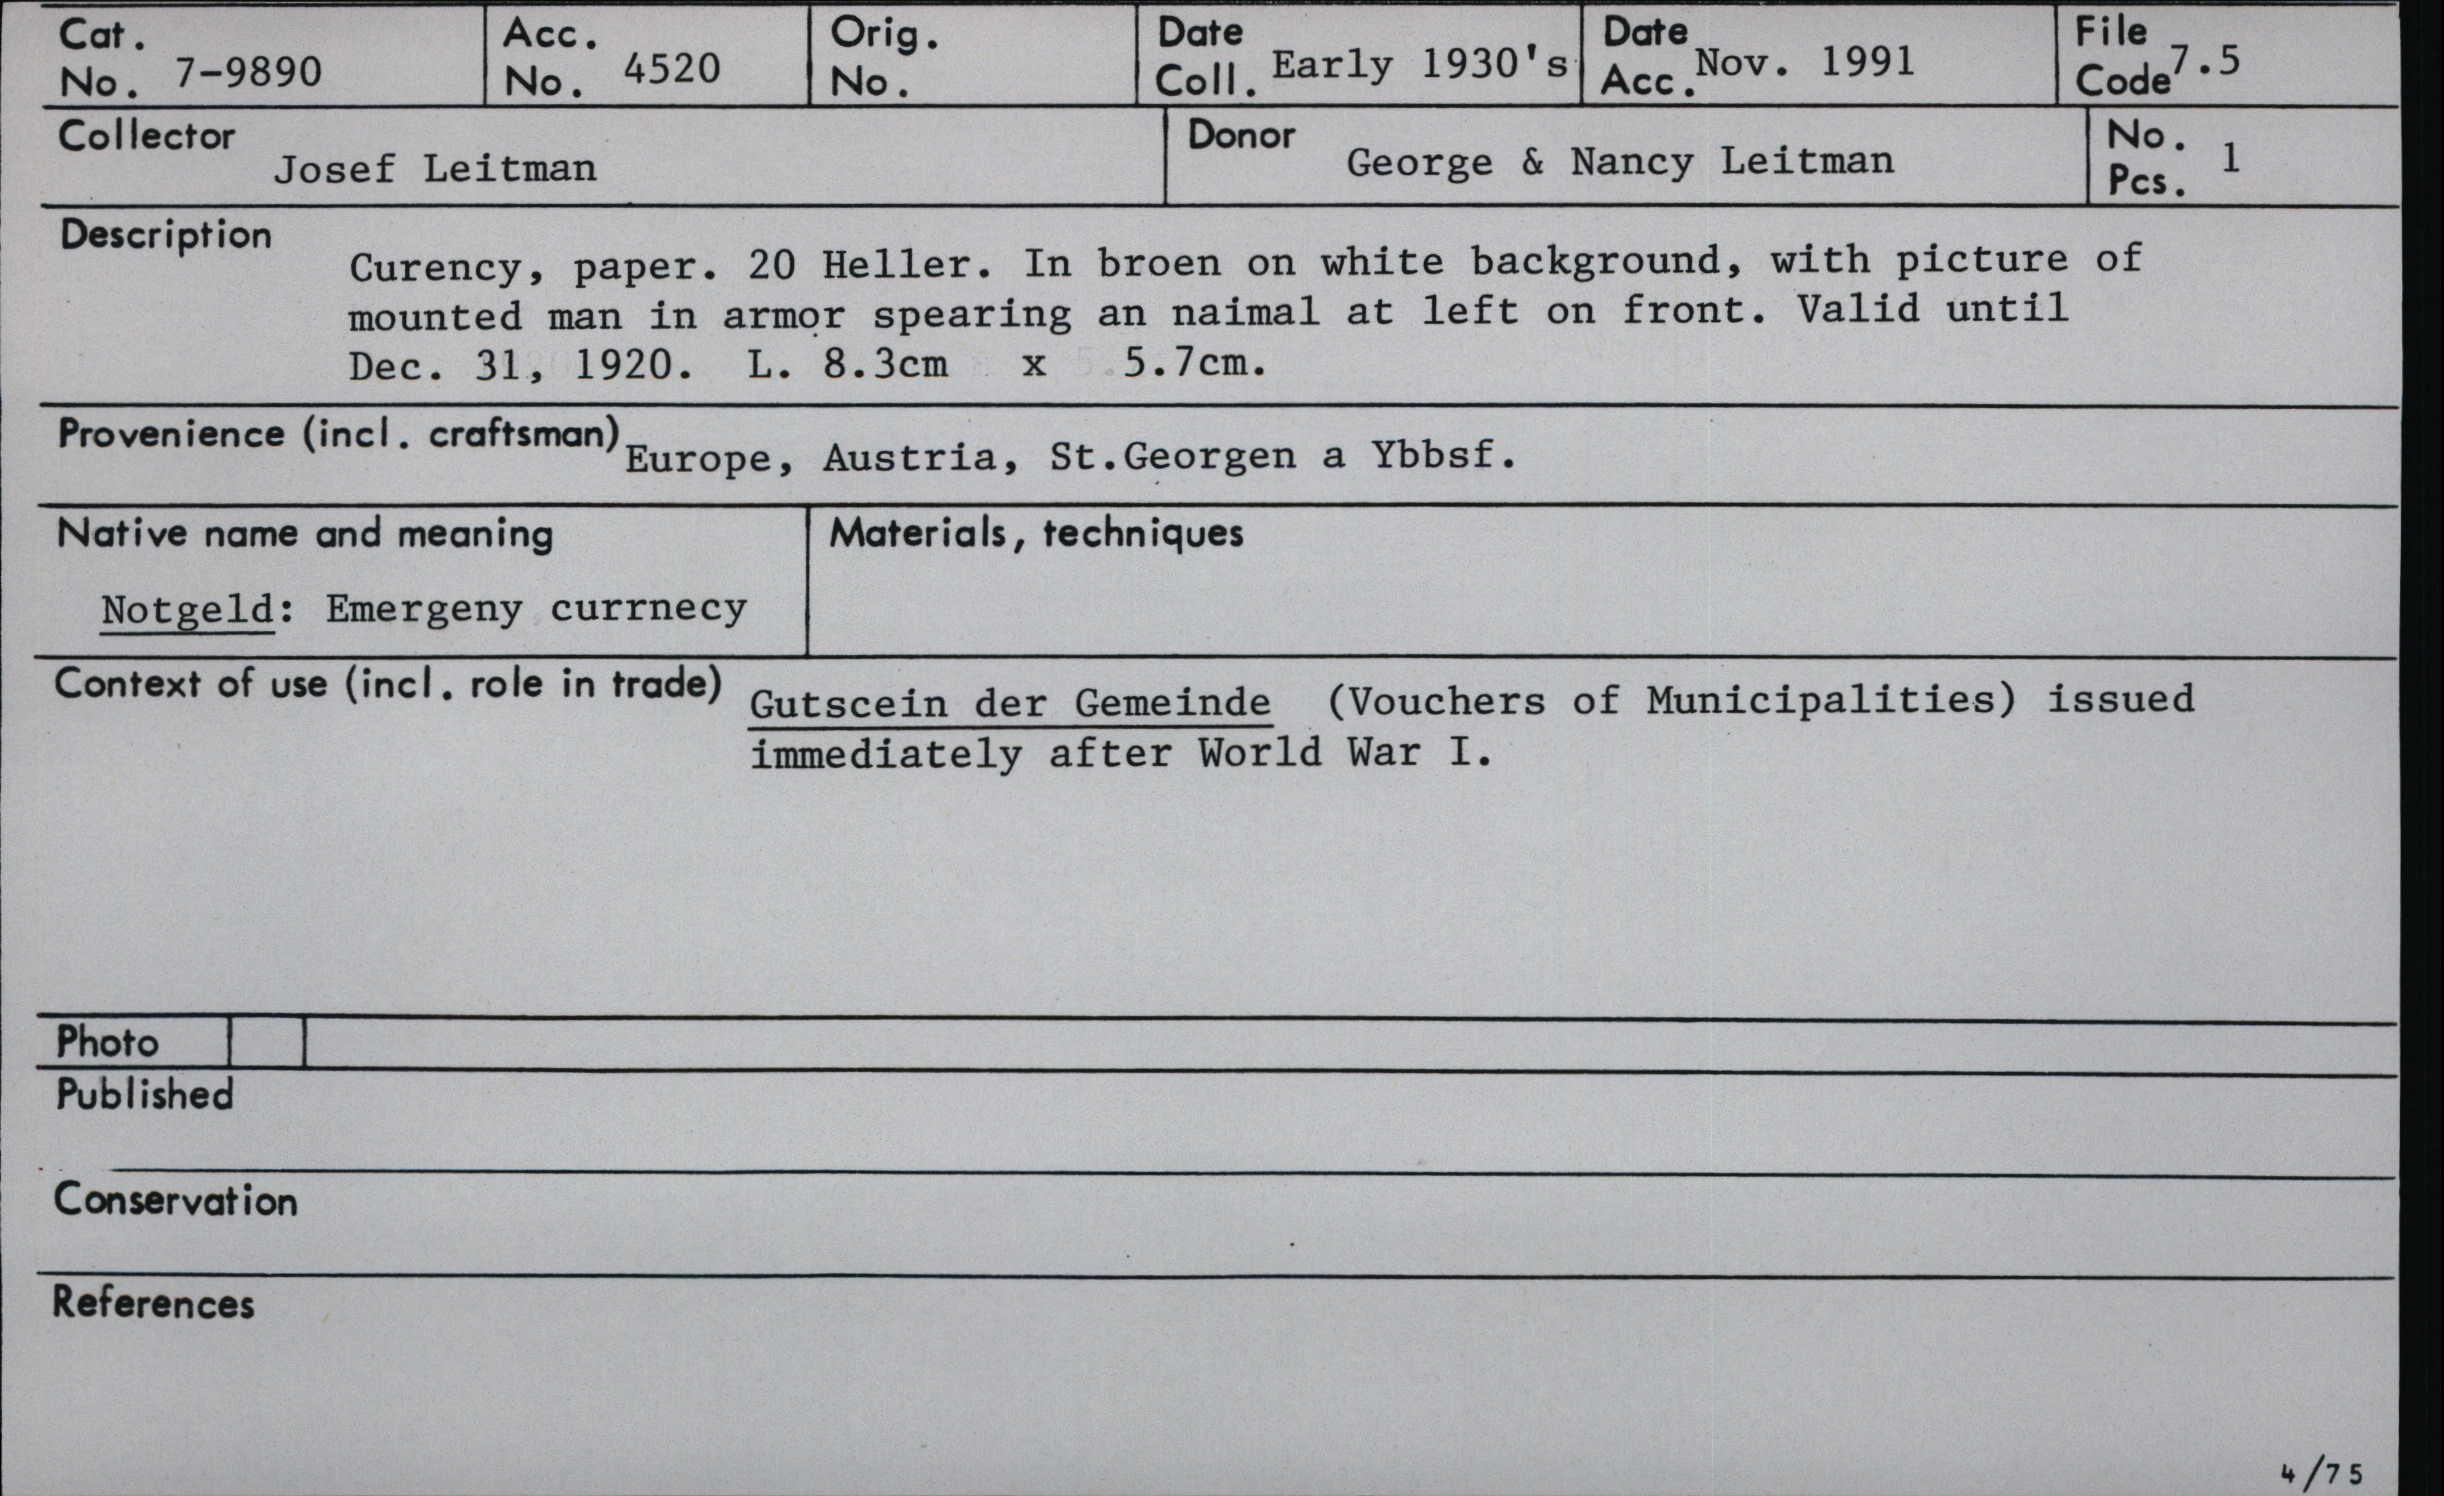 Cat. No. 7-9890 Acc. No. 4520 Orig. No. Date Coll. Early 1930's Date Acc. Nov. 1991 File Code 7.5
Collector Josef Leitman Donor George & Nancy Leitman No. Pcs. 1
Description
Curency, paper. 20 Heller. In broen on white background, with picture of
mounted man in armor spearing an naimal at left on front. Valid until
Dec. 31, 1920. L. 8.3cm x 5.7cm.
Provenience (incl. craftsman) Europe, Austria, St.Georgen a Ybbsf.
Native name and meaning Materials, techniques
Notgeld: Emergeny currnecy
Context of use (incl. role in trade) Gutscein der Gemeinde (Vouchers of Municipalities) issued
immediately after World War I.
Photo
Published
Conservation
References
4/75